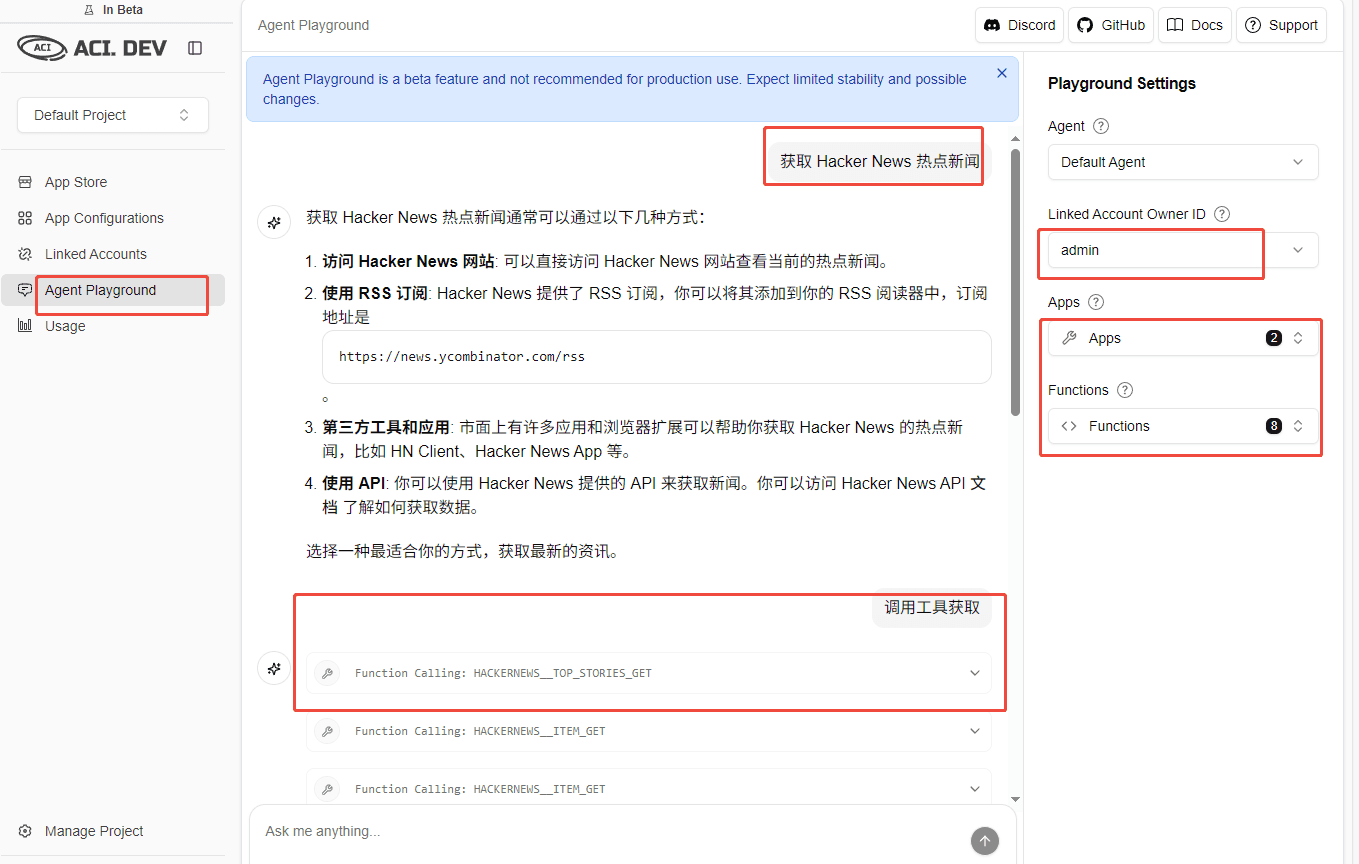 In Beta
ACI ACI. DEV
Default Project
App Store
App Configurations
Linked Accounts
Agent Playground
Usage
Manage Project
Agent Playground
Discord
GitHub
Docs
Support
Agent Playground is a beta feature and not recommended for production use. Expect limited stability and possible
changes.
获取 Hacker News 热点新闻
获取 Hacker News 热点新闻通常可以通过以下几种方式：
1. 访问 Hacker News 网站: 可以直接访问 Hacker News 网站查看当前的热点新闻。
2. 使用 RSS 订阅: Hacker News 提供了 RSS 订阅，你可以将其添加到你的 RSS 阅读器中，订阅
地址是
https://news.ycombinator.com/rss
。
3. 第三方工具和应用: 市面上有许多应用和浏览器扩展可以帮助你获取 Hacker News 的热点新
闻，比如 HN Client、Hacker News App 等。
4. 使用 API: 你可以使用 Hacker News 提供的 API 来获取新闻。你可以访问 Hacker News API 文
档 了解如何获取数据。
选择一种最适合你的方式，获取最新的资讯。
调用工具获取
Function Calling: HACKERNEWS__TOP_STORIES_GET
Function Calling: HACKERNEWS__ITEM_GET
Function Calling: HACKERNEWS__ITEM_GET
Ask me anything...
Playground Settings
Agent ?
Default Agent
Linked Account Owner ID ?
admin
Apps ?
Apps 2
Functions ?
Functions 8